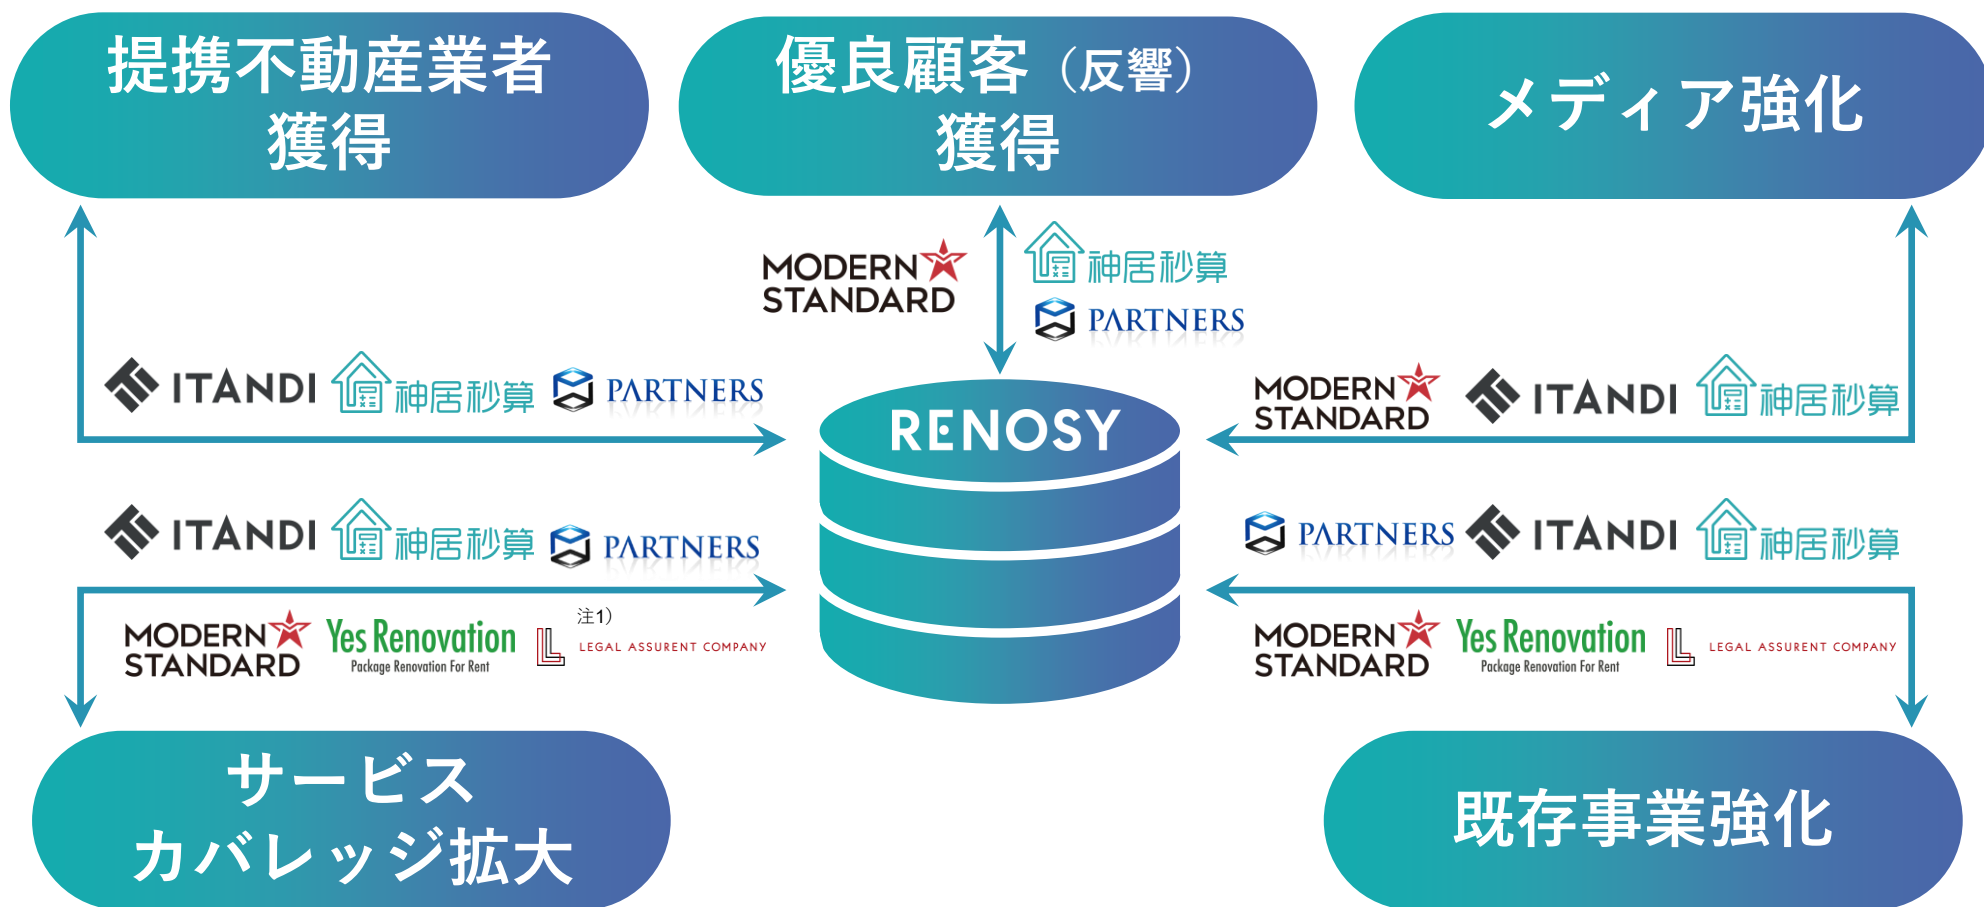 提携不動産業者
獲得
優良顧客（反響）
獲得
メディア強化
MODERN
STANDARD
神居秒算
PARTNERS
ITANDI
神居秒算
PARTNERS
MODERN
STANDARD
ITANDI
神居秒算
RENOSY
ITANDI
神居秒算
PARTNERS
PARTNERS
ITANDI
神居秒算
MODERN
STANDARD
Yes Renovation
Package Renovation For Rent
注1）
LEGAL ASSURENT COMPANY
MODERN
STANDARD
Yes Renovation
Package Renovation For Rent
LEGAL ASSURENT COMPANY
サービス
カバレッジ拡大
既存事業強化